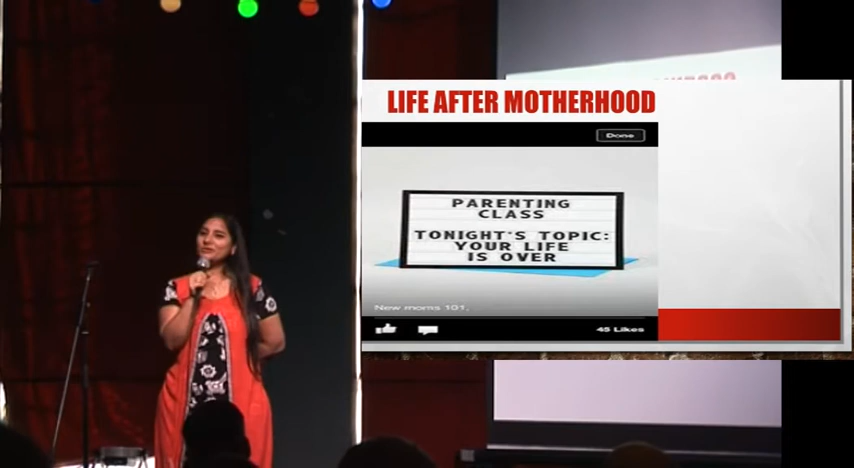 LIFE AFTER MOTHERHOOD
Done
PARENTING
CLASS
TONIGHT'S TOPIC:
YOUR LIFE
IS OVER
New moms 101.
45 Likes